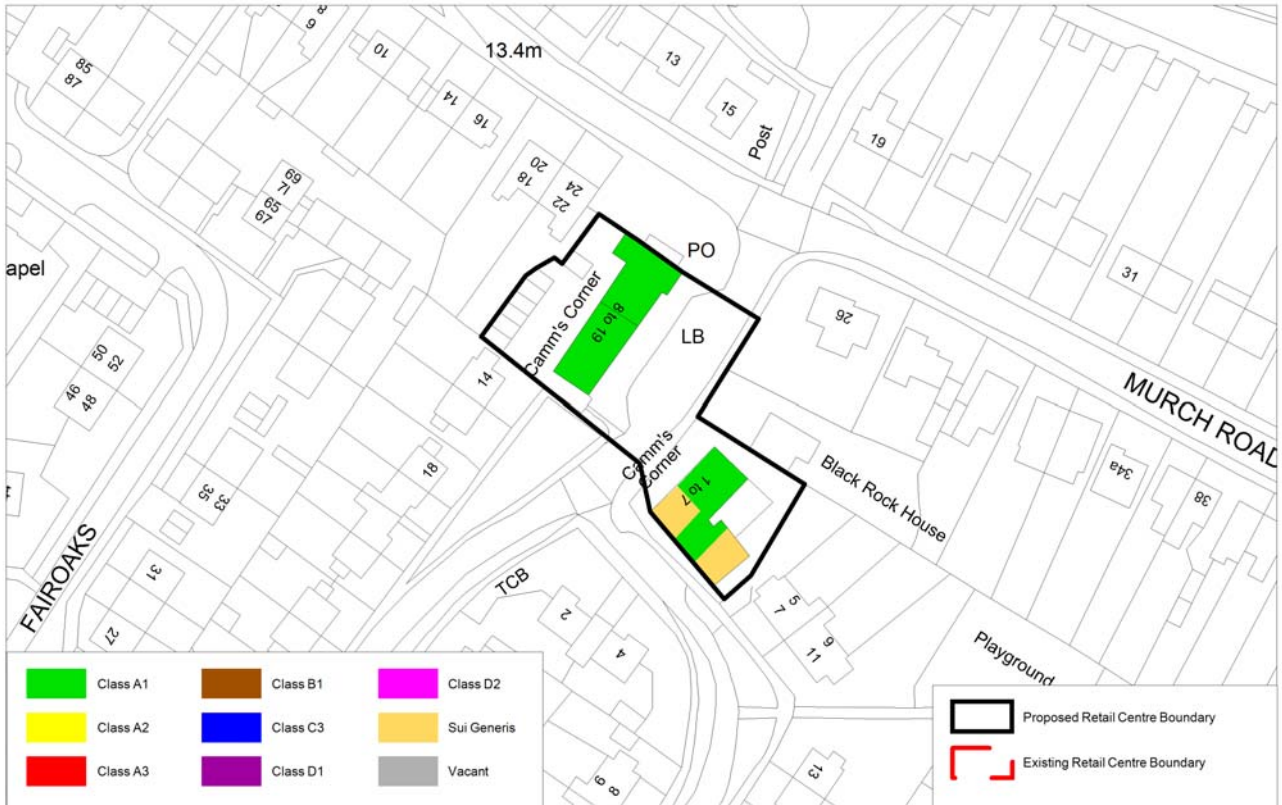 85
87
10
8
6
13.4m
13
15
Post
19
14
16
20
18
24
22
69
71
65
67
apel
PO
Camm's Corner
8 to 19
LB
26
31
MURCH ROAD
50
52
46
48
14
18
35
33
Camm's
Corner
1 to 7
Black Rock House
34a
38
FAIROAKS
31
27
TCB
2
4
5
7
9
11
Playground
13
9
8
Class A1
Class B1
Class D2
Class A2
Class C3
Sui Generis
Class A3
Class D1
Vacant
Proposed Retail Centre Boundary
Existing Retail Centre Boundary